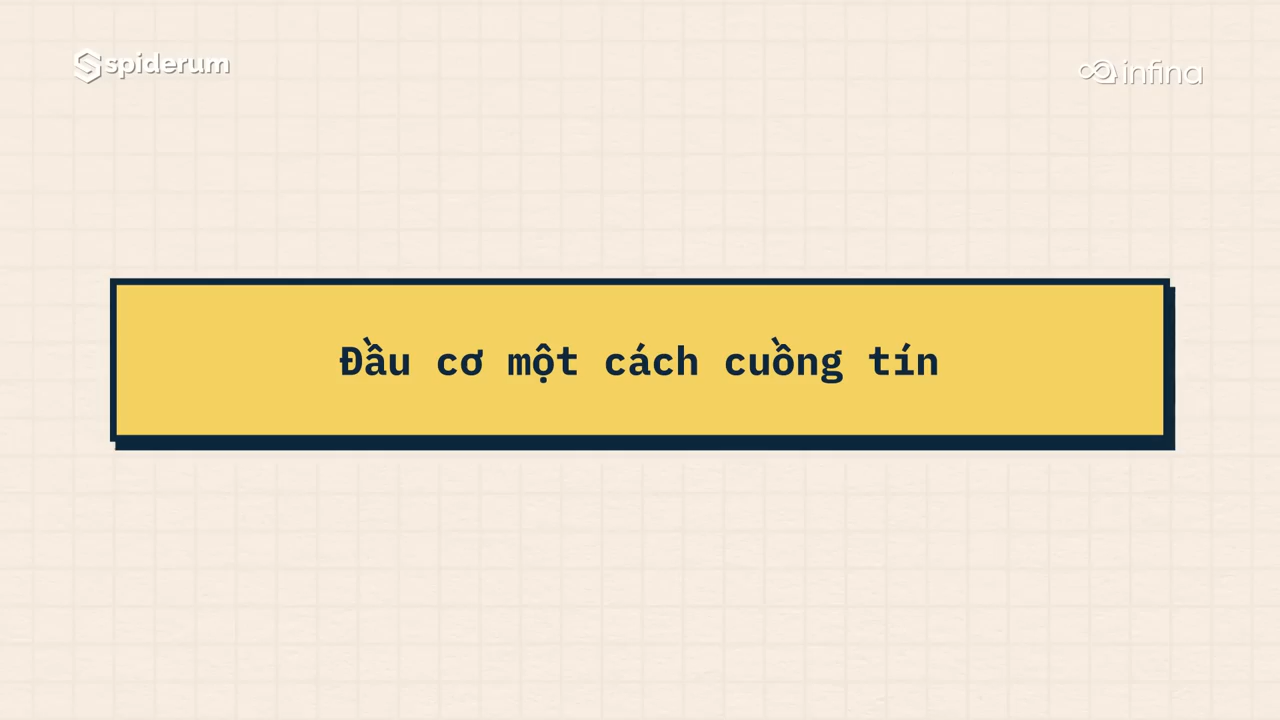 spiderum
infina
Đầu cơ một cách cuồng tín